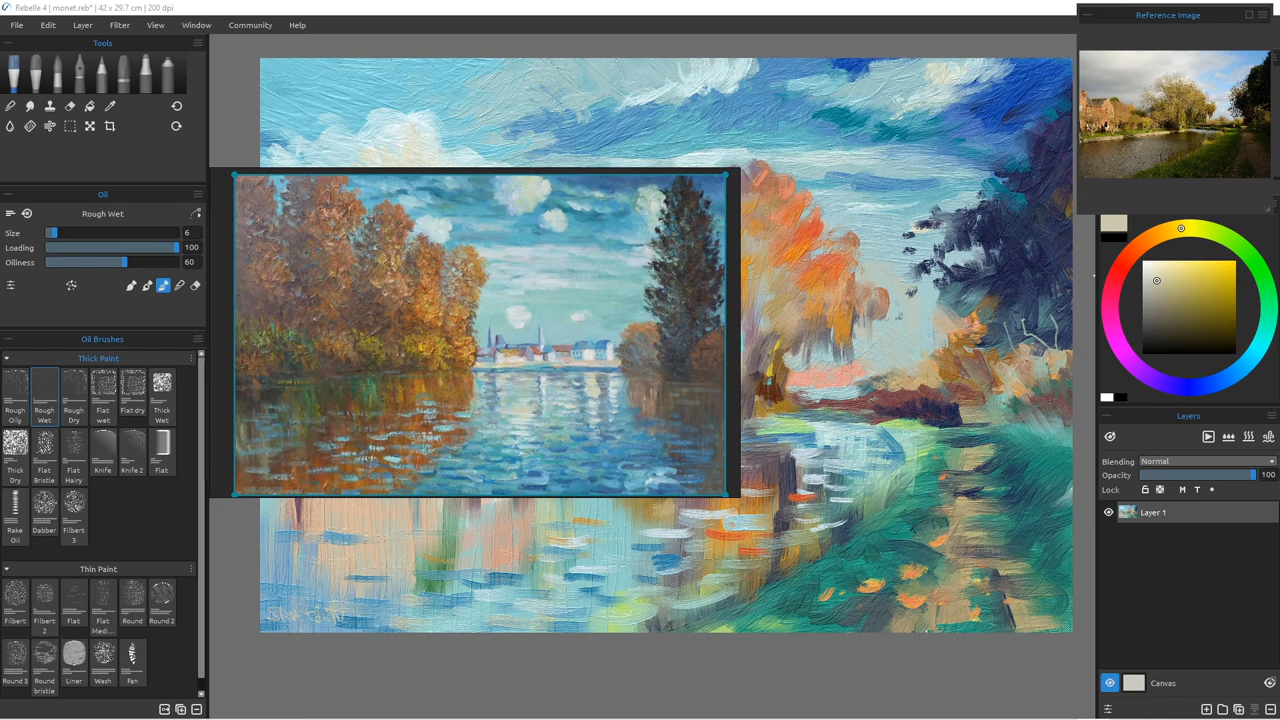 Rebelle 4 | monet.reb* | 42 x 29.7 cm | 200 dpi
File Edit Layer Filter View Window Community Help
Tools
Oil
Rough Wet
Size 6
Loading 100
Oiliness 60
Oil Brushes
Thick Paint
Rough Oily
Rough Wet
Rough Dry
Flat wet
Flat dry
Thick Wet
Thick Dry
Flat Bristle
Flat Hairy
Knife
Knife 2
Flat
Rake Oil
Dabber
Filbert 3
Thin Paint
Filbert
Filbert 2
Flat
Flat Medi...
Round
Round 2
Round 3
Round bristle
Liner
Wash
Fan
Reference Image
Layers
Blending Normal
Opacity 100
Lock M T
Layer 1
Canvas